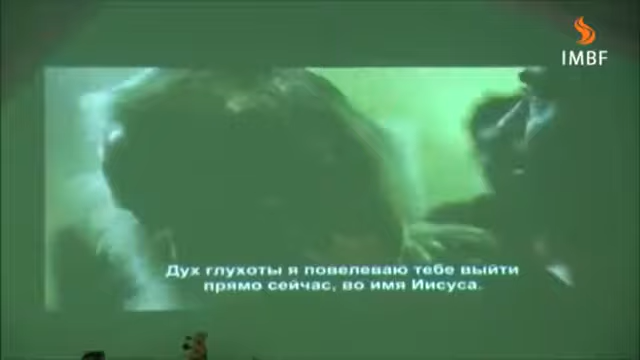 IMBF
Дух глухоты я повелеваю тебе выйти
прямо сейчас, во имя Иисуса.